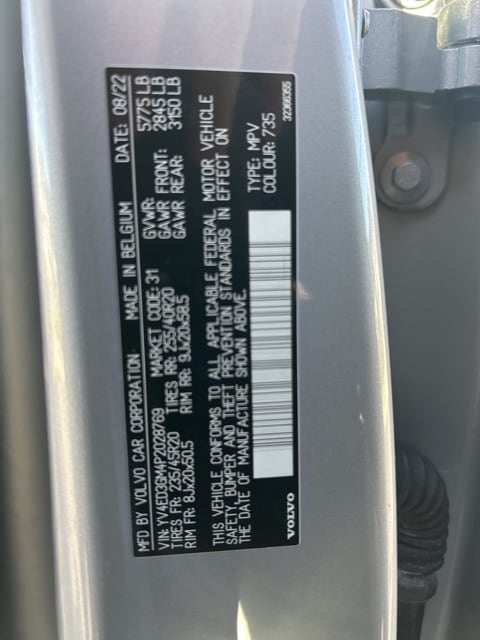 MFD BY VOLVO CAR CORPORATION MADE IN BELGIUM DATE: 08/22
VIN: YV4ED3GM4P2028769 MARKET CODE: 31 GVWR: 5775 LB
TIRES FR: 235/45R20 TIRES RR: 255/40R20 GAWR FRONT: 2845 LB
RIM FR: 8Jx20x50.5 RIM RR: 9Jx20x58.5 GAWR REAR: 3150 LB
THIS VEHICLE CONFORMS TO ALL APPLICABLE FEDERAL MOTOR VEHICLE
SAFETY, BUMPER AND THEFT PREVENTION STANDARDS IN EFFECT ON
THE DATE OF MANUFACTURE SHOWN ABOVE.
TYPE: MPV
COLOUR: 735
VOLVO 32366355